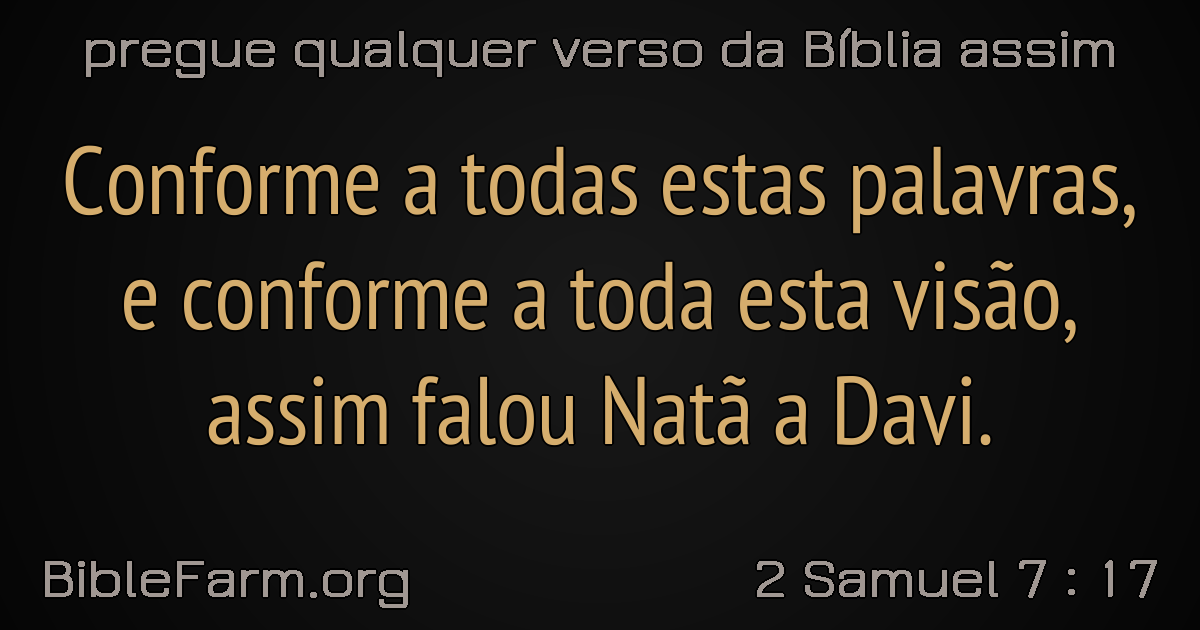 pregue qualquer verso da Bíblia assim
Conforme a todas estas palavras,
e conforme a toda esta visão,
assim falou Natã a Davi.
BibleFarm.org
2 Samuel 7 : 17